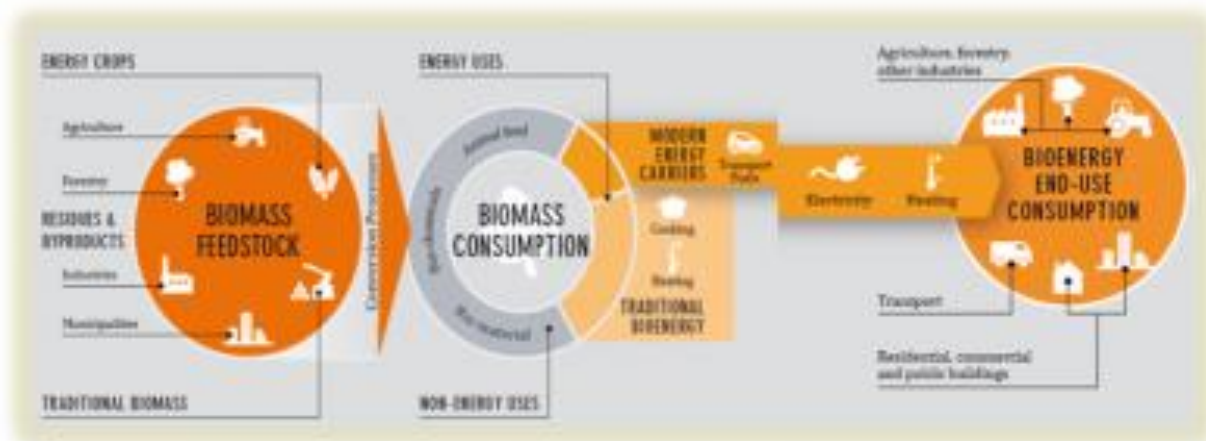 ENERGY CROPS
Agriculture
Forestry
RESIDUES &
BYPRODUCTS
Industries
Municipalities
TRADITIONAL BIOMASS
BIOMASS
FEEDSTOCK
Conversion Processes
ENERGY USES
Animal feed
Biochemicals
Raw material
BIOMASS
CONSUMPTION
NON-ENERGY USES
MODERN
ENERGY
CARRIERS
Transport
Fuels
Cooking
Heating
TRADITIONAL
BIOENERGY
Electricity
Heating
Agriculture, forestry,
other industries
BIOENERGY
END-USE
CONSUMPTION
Transport
Residential, commercial
and public buildings